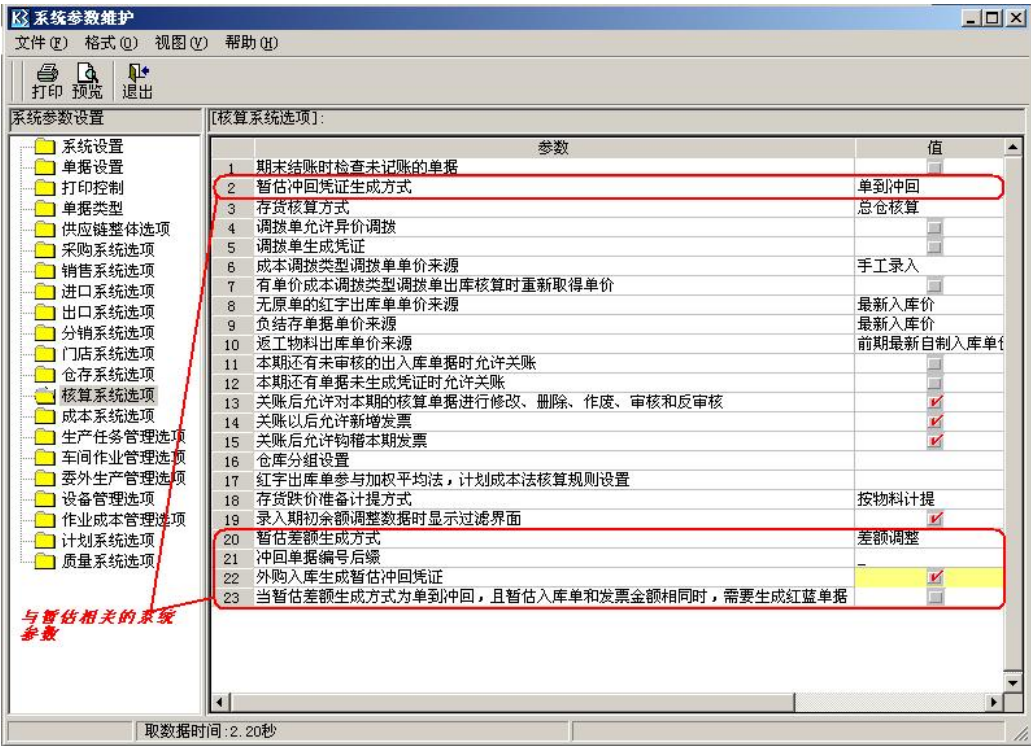 系统参数维护
文件(F) 格式(O) 视图(V) 帮助(H)
打印 预览 退出
系统参数设置
系统设置
单据设置
打印控制
单据类型
供应链整体选项
采购系统选项
销售系统选项
进口系统选项
出口系统选项
分销系统选项
门店系统选项
仓存系统选项
核算系统选项
成本系统选项
生产任务管理选项
车间作业管理选项
委外生产管理选项
设备管理选项
作业成本管理选项
计划系统选项
质量系统选项
与暂估相关的系统
参数
[核算系统选项]:
参数 值
1 期末结账时检查未记账的单据
2 暂估冲回凭证生成方式 单到冲回
3 存货核算方式 总仓核算
4 调拨单允许异价调拨
5 调拨单生成凭证
6 成本调拨类型调拨单单价来源 手工录入
7 有单价成本调拨类型调拨单出库核算时重新取得单价
8 无原单的红字出库单单价来源 最新入库价
9 负结存单据单价来源 最新入库价
10 返工物料出库单价来源 前期最新自制入库单
11 本期还有未审核的出入库单据时允许关账
12 本期还有单据未生成凭证时允许关账
13 关账后允许对本期的核算单据进行修改、删除、作废、审核和反审核
14 关账以后允许新增发票
15 关账后允许钩稽本期发票
16 仓库分组设置
17 红字出库单参与加权平均法，计划成本法核算规则设置
18 存货跌价准备计提方式 按物料计提
19 录入期初余额调整数据时显示过滤界面
20 暂估差额生成方式 差额调整
21 冲回单据编号后缀 _
22 外购入库生成暂估冲回凭证
23 当暂估差额生成方式为单到冲回，且暂估入库单和发票金额相同时，需要生成红蓝单据
取数据时间:2.20秒